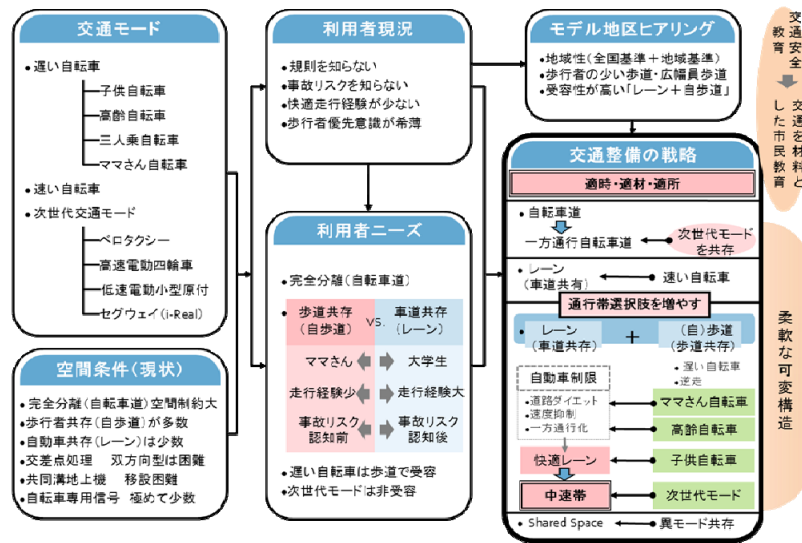 交通モード
• 遅い自転車
子供自転車
高齢自転車
三人乗自転車
ママさん自転車
• 速い自転車
• 次世代交通モード
ベロタクシー
高速電動四輪車
低速電動小型原付
セグウェイ(i-Real)
空間条件(現状)
• 完全分離(自転車道)空間制約大
• 歩行者共存(自歩道)が多数
• 自動車共存(レーン)は少数
• 交差点処理 双方向型は困難
• 共同溝地上機 移設困難
• 自転車専用信号 極めて少数
利用者現況
• 規則を知らない
• 事故リスクを知らない
• 快適走行経験が少ない
• 歩行者優先意識が希薄
利用者ニーズ
• 完全分離(自転車道)
• 歩道共存 VS. 車道共存
(自歩道) (レーン)
ママさん 大学生
走行経験少 走行経験大
事故リスク 事故リスク
認知前 認知後
• 遅い自転車は歩道で受容
• 次世代モードは非受容
モデル地区ヒアリング
• 地域性(全国基準+地域基準)
• 歩行者の少い歩道・広幅員歩道
• 受容性が高い「レーン+自歩道」
交通整備の戦略
適時・適材・適所
• 自転車道
一方通行自転車道
次世代モード
を共存
• レーン
(車道共有)
速い自転車
通行帯選択肢を増やす
• レーン + (自)歩道
(車道共存) (歩道共存)
• 遅い自転車
• 逆走
自動車制限
• 道路ダイエット
• 速度抑制
• 一方通行化
ママさん自転車
高齢自転車
快適レーン
子供自転車
中速帯
次世代モード
• Shared Space
異モード共存
交通安全
教育
交通を材料と
した市民教育
柔軟な可変構造